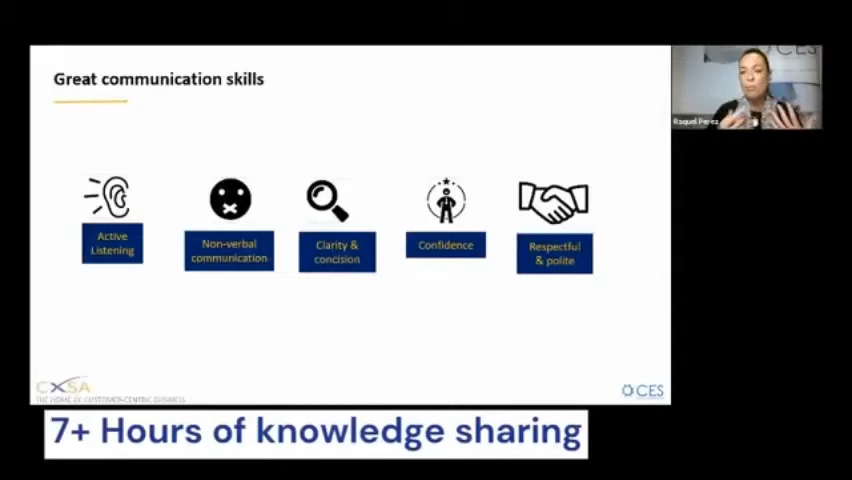 Great communication skills
CES
Raquel Perez
Active
Listening
Non-verbal
communication
Clarity &
concision
Confidence
Respectful
& polite
CXSA
THE HOME OF CUSTOMER-CENTRIC BUSINESS
CES
7+ Hours of knowledge sharing